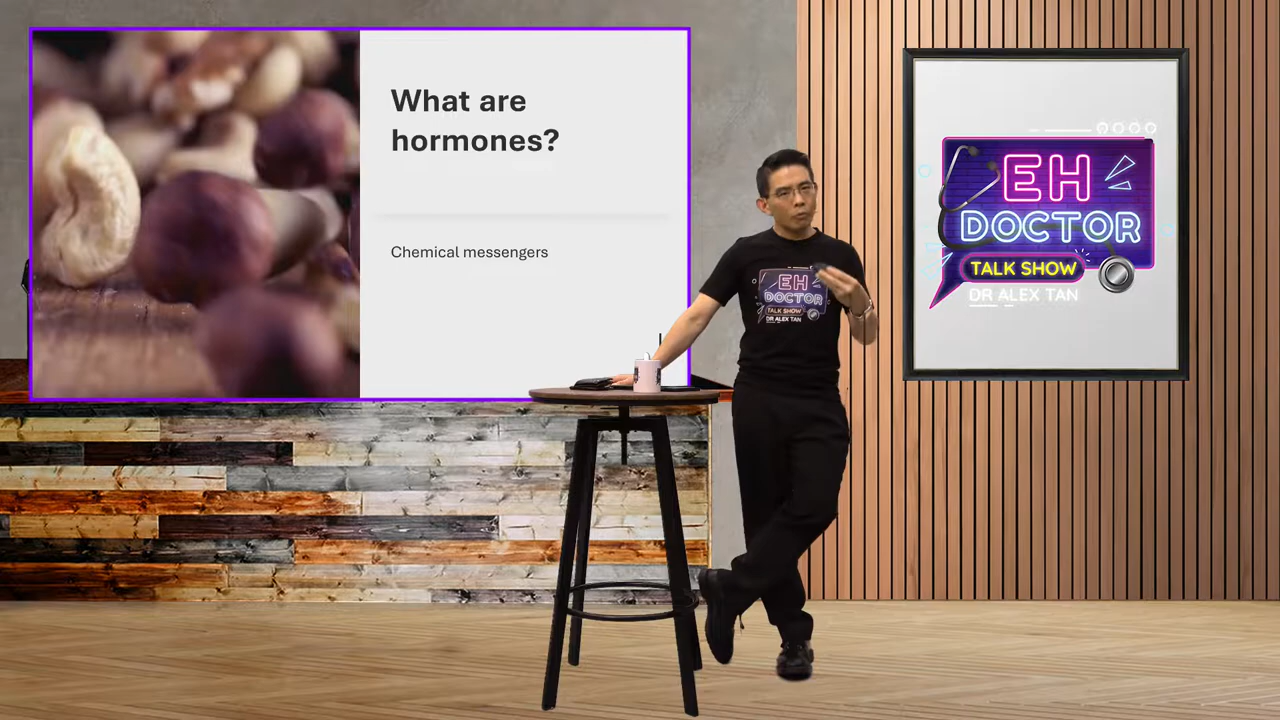 What are
hormones?
Chemical messengers
EH
DOCTOR
TALK SHOW
DR ALEX TAN
EH
DOCTOR
TALK SHOW
DR ALEX TAN